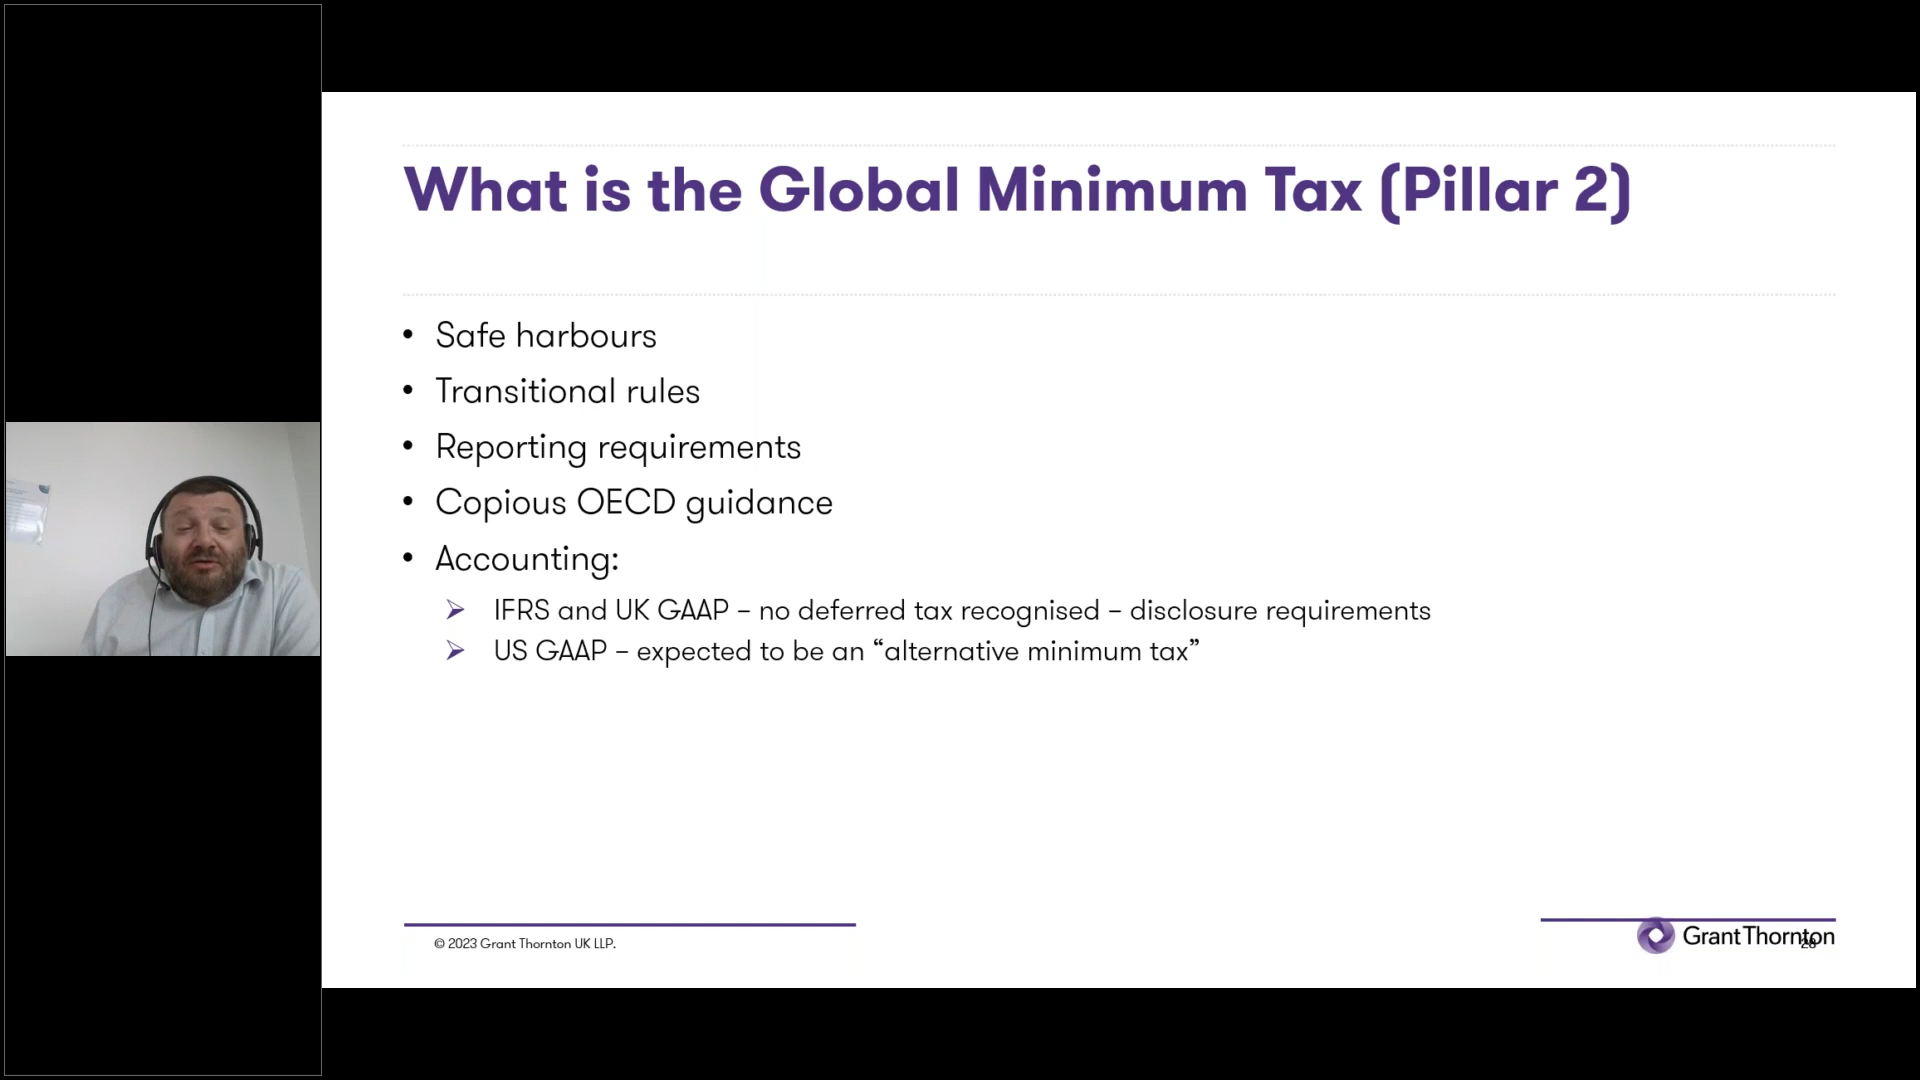 What is the Global Minimum Tax (Pillar 2)
• Safe harbours
• Transitional rules
• Reporting requirements
• Copious OECD guidance
• Accounting:
➢ IFRS and UK GAAP – no deferred tax recognised – disclosure requirements
➢ US GAAP – expected to be an “alternative minimum tax”
© 2023 Grant Thornton UK LLP.
Grant Thornton